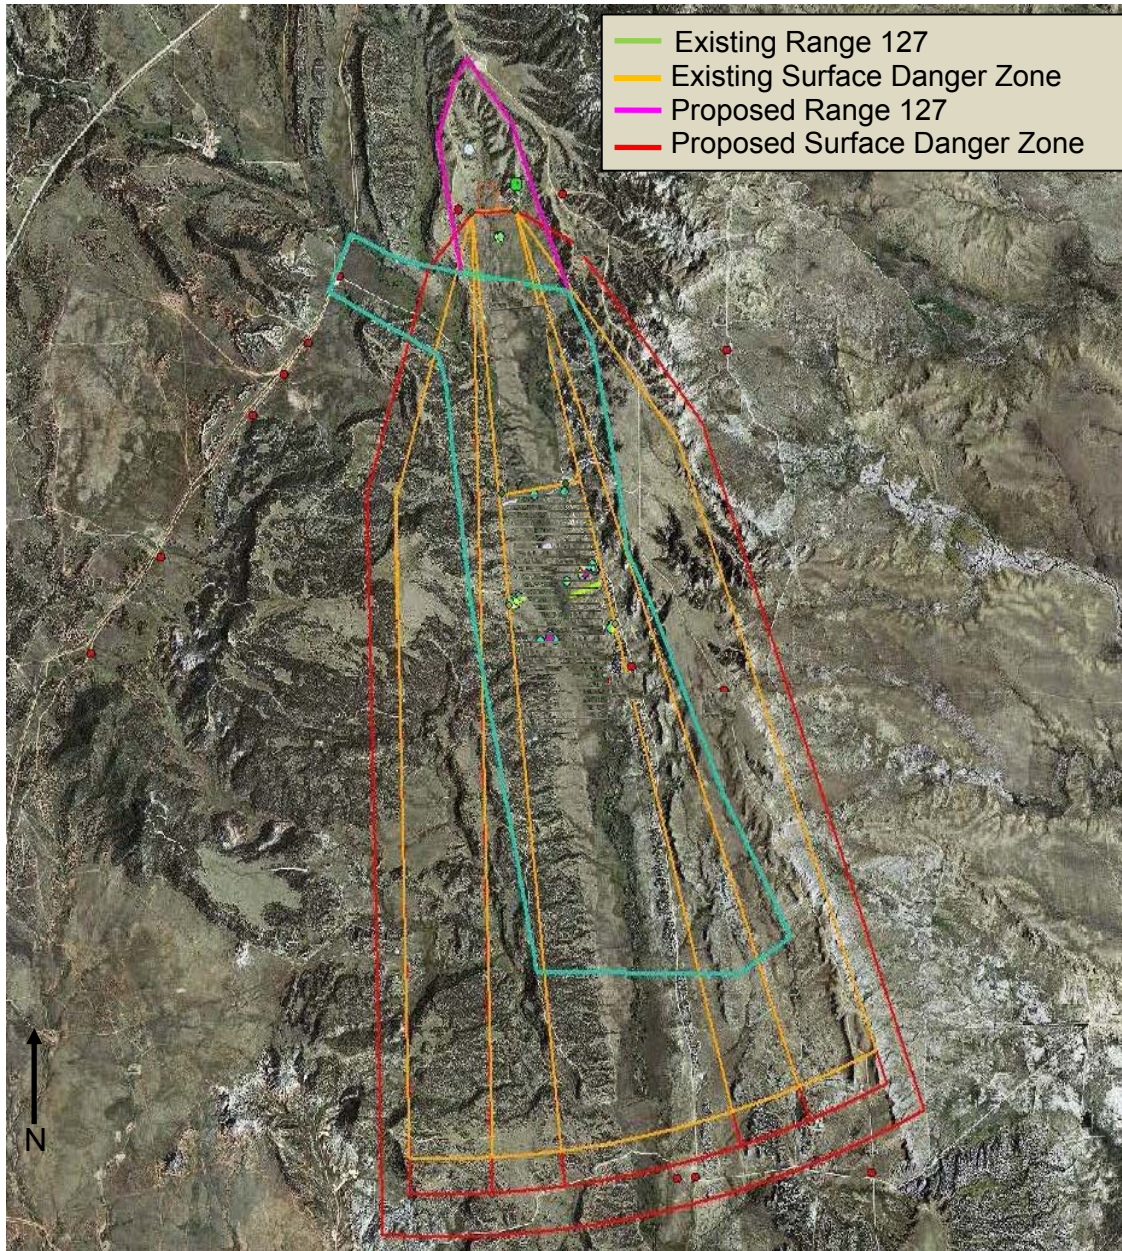 Existing Range 127
Existing Surface Danger Zone
Proposed Range 127
Proposed Surface Danger Zone
N